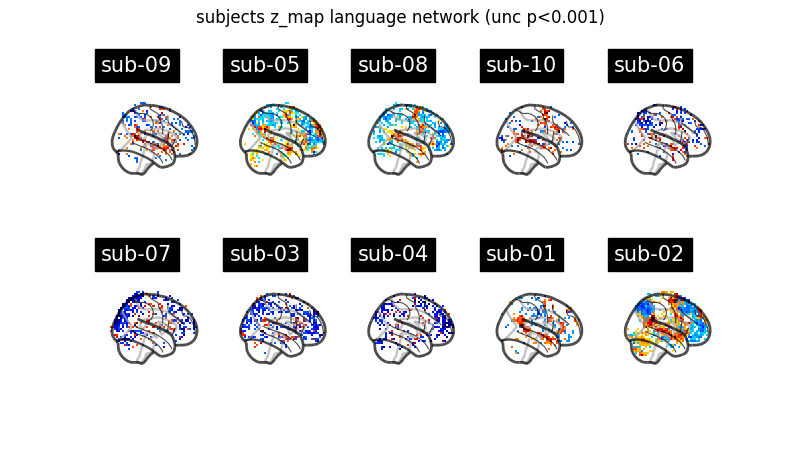 subjects z_map language network (unc p<0.001)
sub-09 sub-05 sub-08 sub-10 sub-06
sub-07 sub-03 sub-04 sub-01 sub-02